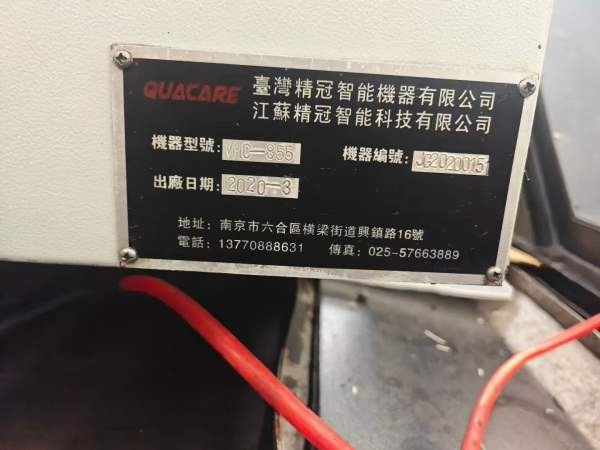 QUACARE
臺灣精冠智能機器有限公司
江蘇精冠智能科技有限公司
機器型號: VMC-855
機器編號: JG2020015
出廠日期: 2020-3
地址: 南京市六合區橫梁街道興鎮路16號
電話: 13770888631 傳真: 025-57663889